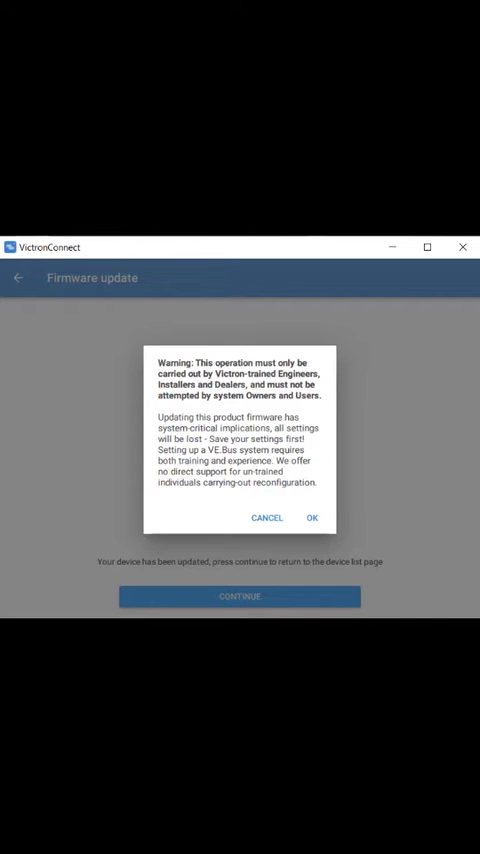 VictronConnect
Firmware update
Warning: This operation must only be
carried out by Victron-trained Engineers,
Installers and Dealers, and must not be
attempted by system Owners and Users.
Updating this product firmware has
system-critical implications, all settings
will be lost - Save your settings first!
Setting up a VE.Bus system requires
both training and experience. We offer
no direct support for un-trained
individuals carrying-out reconfiguration.
CANCEL OK
Your device has been updated, press continue to return to the device list page
CONTINUE